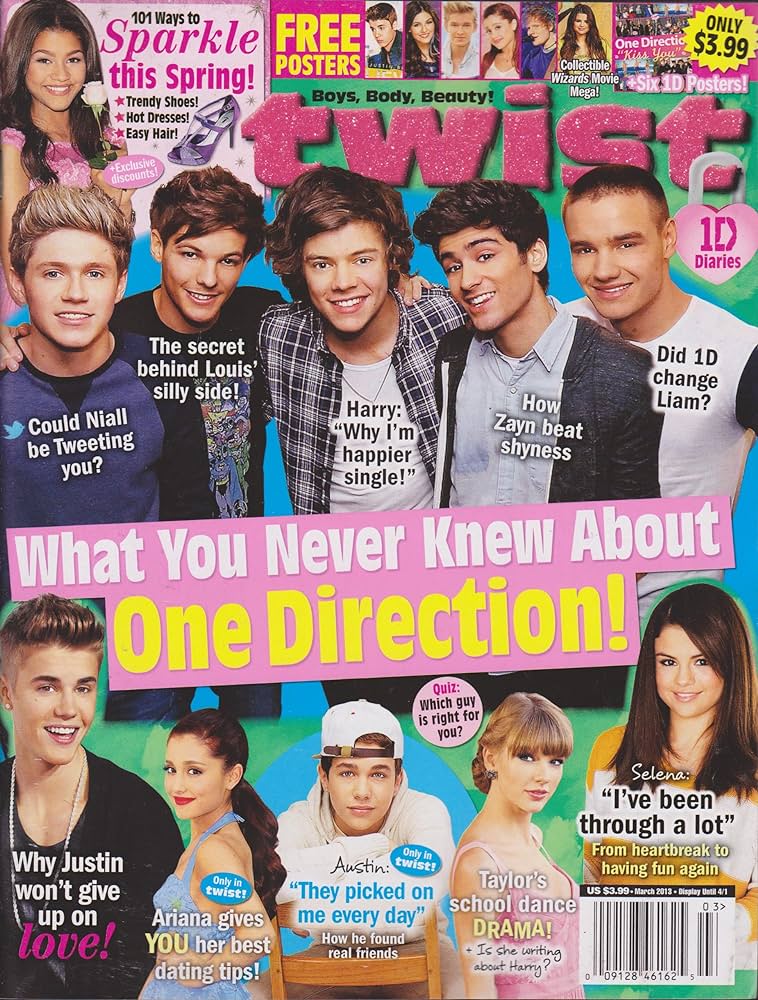 101 Ways to
Sparkle
this Spring!
★Trendy Shoes!
★Hot Dresses!
★Easy Hair!
+Exclusive
discounts!
FREE
POSTERS
JUSTIN
Collectible
Wizards Movie
Mega!
One Directio
"Kiss You"
+Six 1D Posters!
ONLY
$3.99
Boys, Body, Beauty!
twist
1D
Diaries
Could Niall
be Tweeting
you?
The secret
behind Louis'
silly side!
Harry:
"Why I'm
happier
single!"
How
Zayn beat
shyness
Did 1D
change
Liam?
What You Never Knew About
One Direction!
Why Justin
won't give
up on
love!
Only in
twist!
Ariana gives
YOU her best
dating tips!
Only in
twist!
Austin:
"They picked on
me every day"
How he found
real friends
Quiz:
Which guy
is right for
you?
Taylor's
school dance
DRAMA!
+ Is she writing
about Harry?
Selena:
"I've been
through a lot"
From heartbreak to
having fun again
US $3.99 • March 2013 • Display Until 4/1
03>
0 09128 46162 5